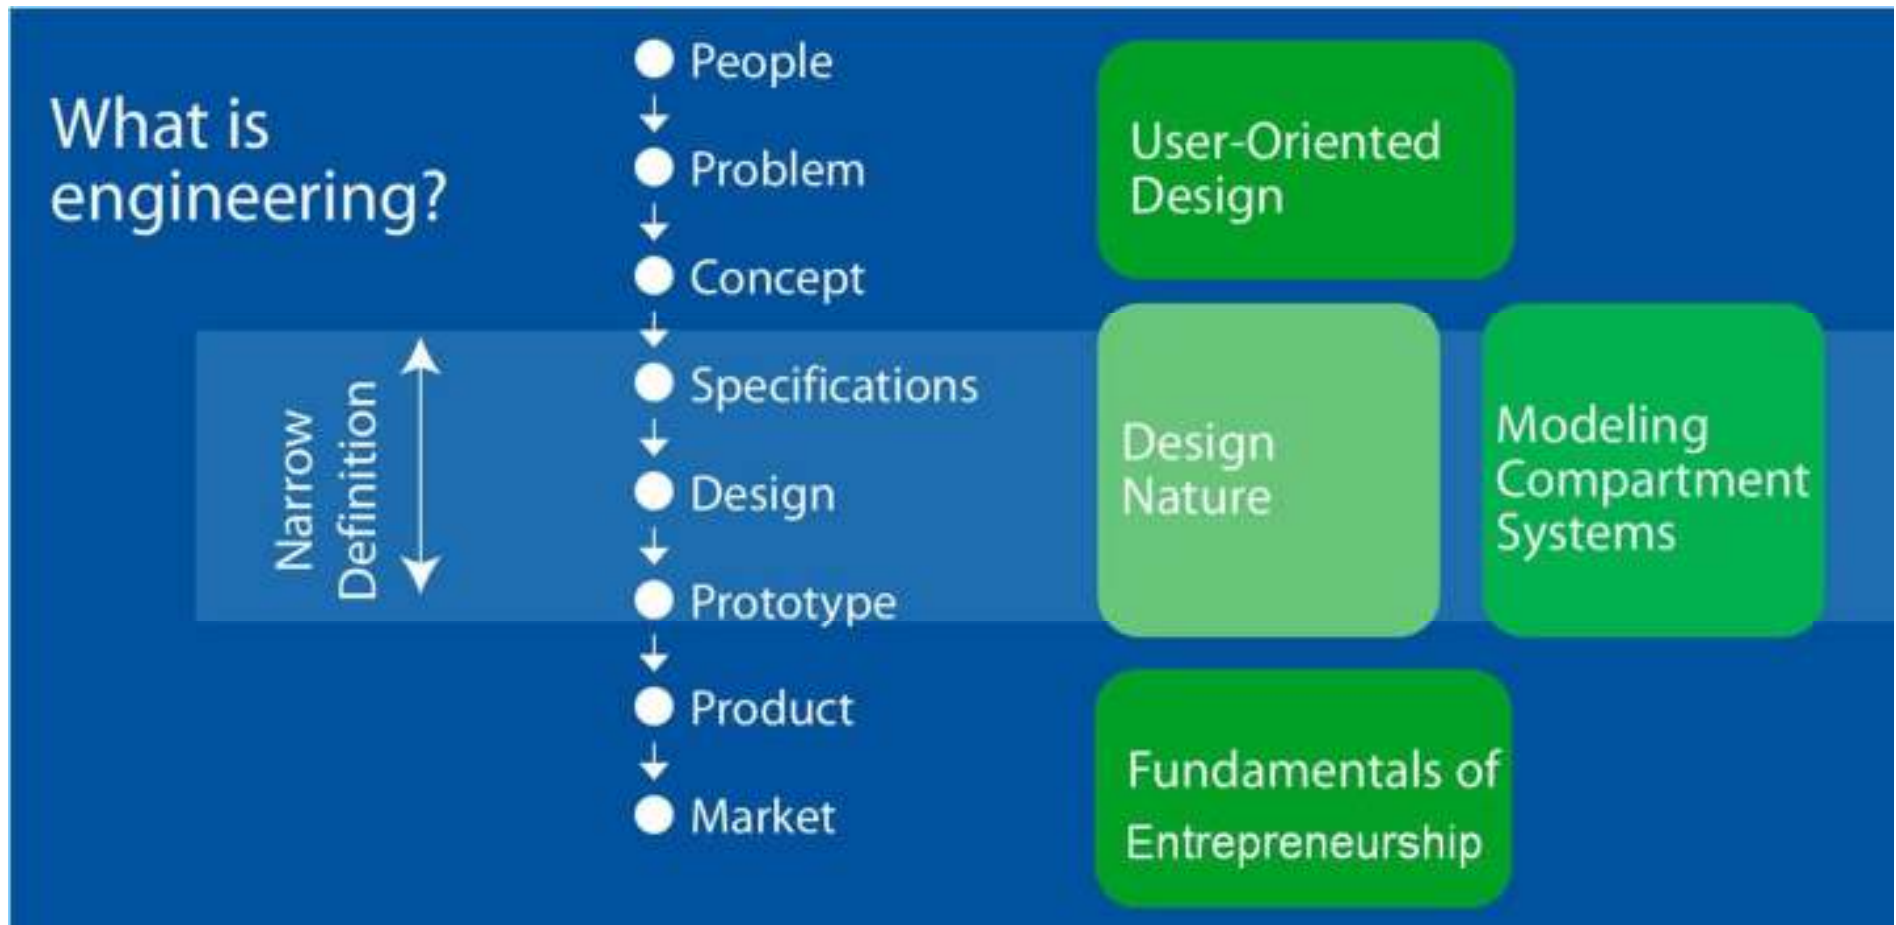 What is
engineering?
People
Problem
Concept
Specifications
Design
Prototype
Product
Market
Narrow
Definition
User-Oriented
Design
Design
Nature
Modeling
Compartment
Systems
Fundamentals of
Entrepreneurship